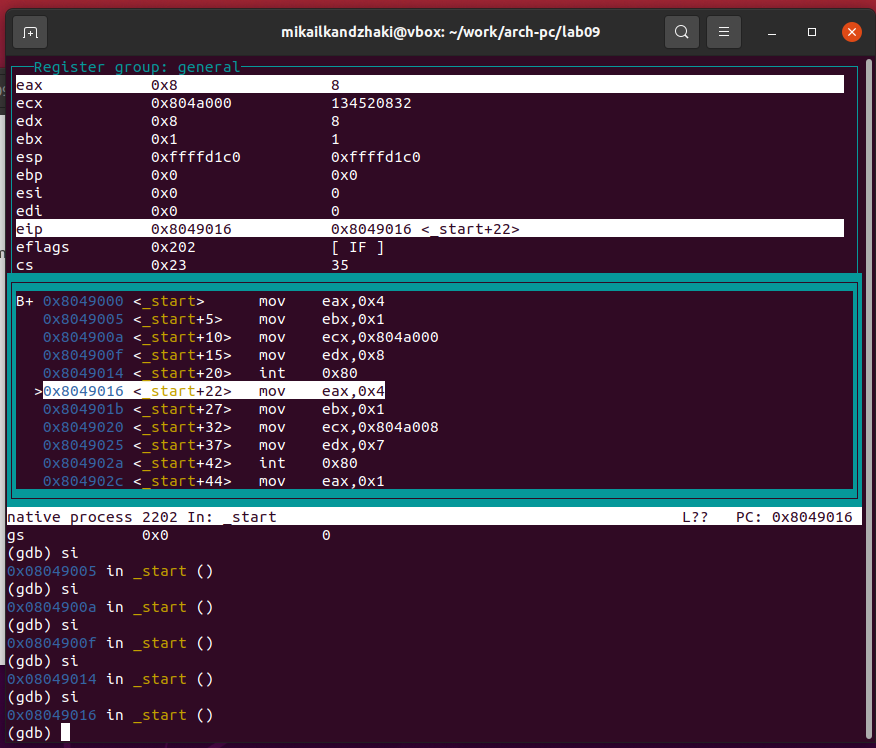 mikailkandzhaki@vbox: ~/work/arch-pc/lab09
Register group: general
eax 0x8 8
ecx 0x804a000 134520832
edx 0x8 8
ebx 0x1 1
esp 0xffffd1c0 0xffffd1c0
ebp 0x0 0x0
esi 0x0 0
edi 0x0 0
eip 0x8049016 0x8049016 <_start+22>
eflags 0x202 [ IF ]
cs 0x23 35
B+ 0x8049000 <_start> mov eax,0x4
0x8049005 <_start+5> mov ebx,0x1
0x804900a <_start+10> mov ecx,0x804a000
0x804900f <_start+15> mov edx,0x8
0x8049014 <_start+20> int 0x80
>0x8049016 <_start+22> mov eax,0x4
0x804901b <_start+27> mov ebx,0x1
0x8049020 <_start+32> mov ecx,0x804a008
0x8049025 <_start+37> mov edx,0x7
0x804902a <_start+42> int 0x80
0x804902c <_start+44> mov eax,0x1
native process 2202 In: _start L?? PC: 0x8049016
gs 0x0 0
(gdb) si
0x08049005 in _start ()
(gdb) si
0x0804900a in _start ()
(gdb) si
0x0804900f in _start ()
(gdb) si
0x08049014 in _start ()
(gdb) si
0x08049016 in _start ()
(gdb)